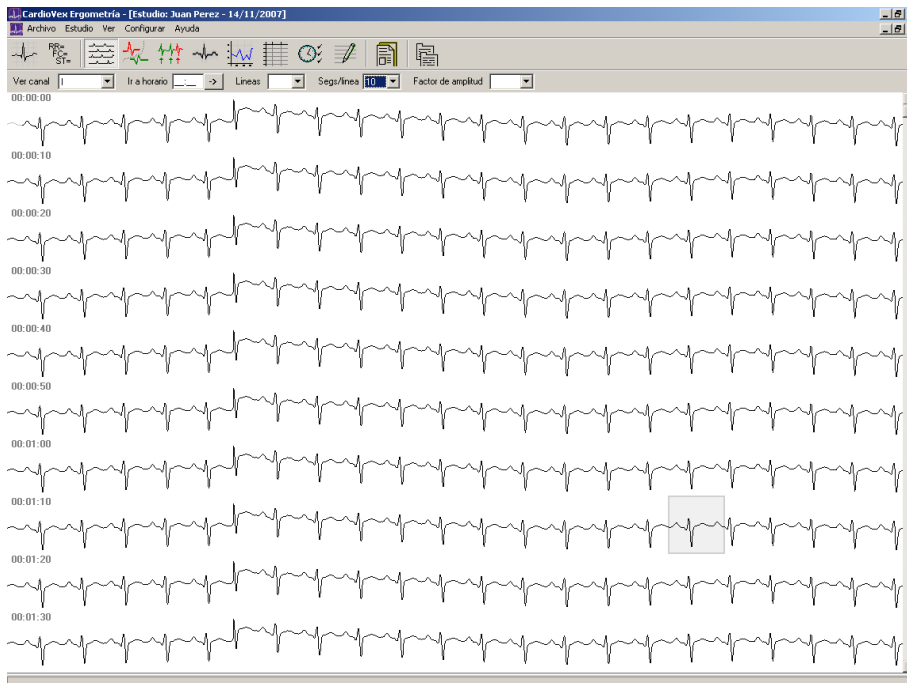 CardioVex Ergometría - [Estudio: Juan Perez - 14/11/2007]
Archivo Estudio Ver Configurar Ayuda
RR=
FC=
ST=
Ver canal I Ir a horario __:__ -> Lineas Segs/linea 10 Factor de amplitud
00:00:00
00:00:10
00:00:20
00:00:30
00:00:40
00:00:50
00:01:00
00:01:10
00:01:20
00:01:30